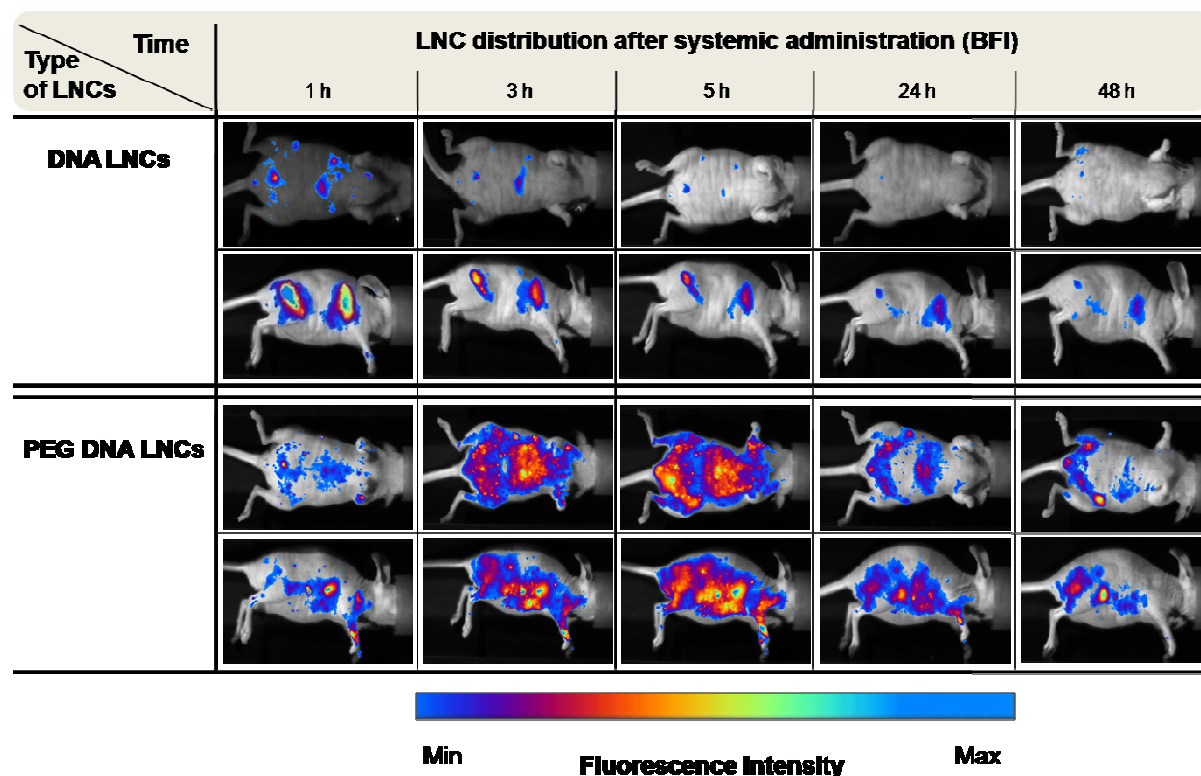 Time
LNC distribution after systemic administration (BFI)
Type
of LNCs
1 h
3 h
5 h
24 h
48 h
DNA LNCs
PEG DNA LNCs
Min
Fluorescence Intensity
Max